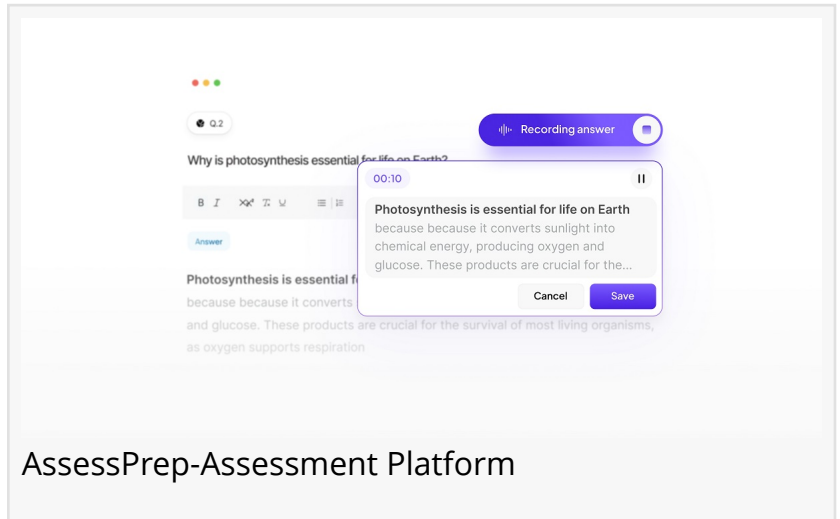 Q.2
Recording answer
Why is photosynthesis essential for life on Earth?
00:10
B I U
Photosynthesis is essential for life on Earth
because because it converts sunlight into
chemical energy, producing oxygen and
glucose. These products are crucial for the...
Cancel Save
Answer
Photosynthesis is essential f
because because it converts
and glucose. These products are crucial for the survival of most living organisms,
as oxygen supports respiration
AssessPrep-Assessment Platform